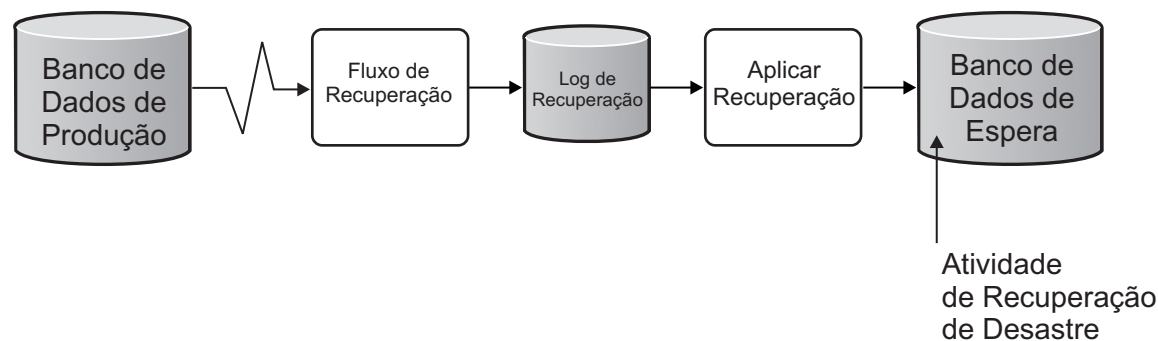 Banco de
Dados de
Produção
Fluxo de
Recuperação
Log de
Recuperação
Aplicar
Recuperação
Banco de
Dados de
Espera
Atividade
de Recuperação
de Desastre